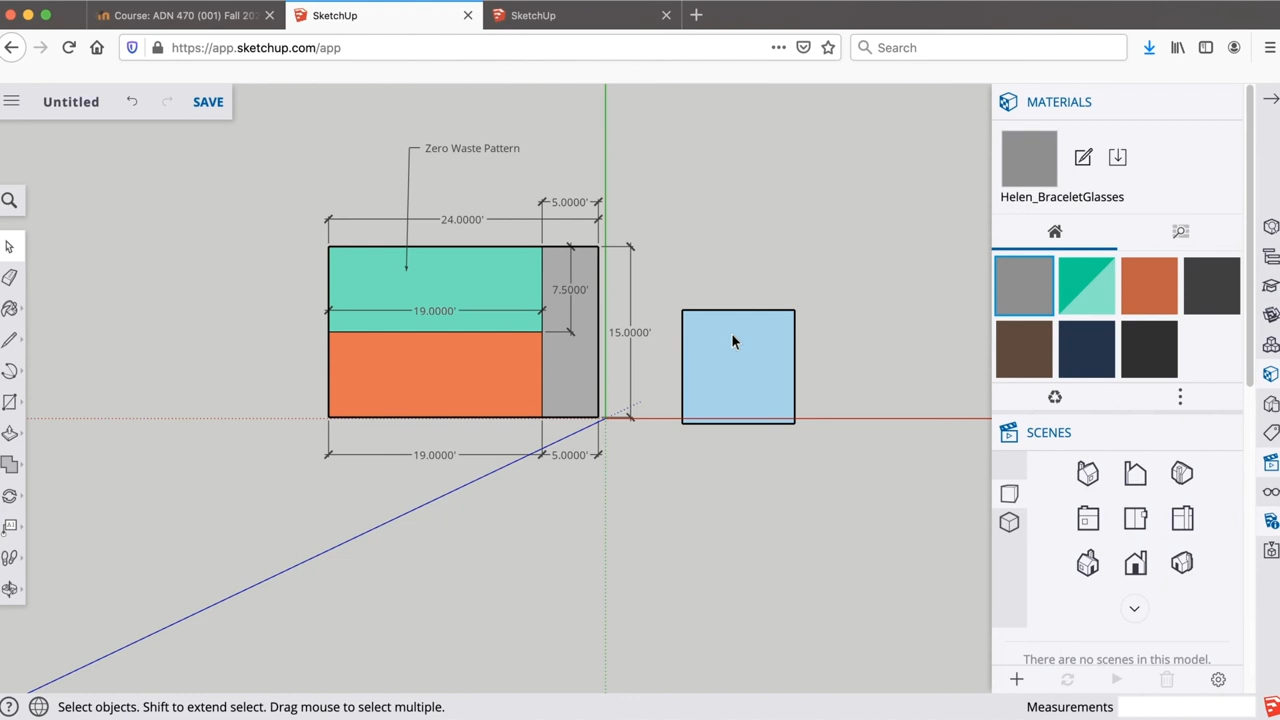 Course: ADN 470 (001) Fall 202
SketchUp
SketchUp
https://app.sketchup.com/app
Search
Untitled
SAVE
MATERIALS
Helen_BraceletGlasses
Zero Waste Pattern
5.0000'
24.0000'
7.5000'
19.0000'
15.0000'
19.0000'
5.0000'
SCENES
There are no scenes in this model.
Select objects. Shift to extend select. Drag mouse to select multiple.
Measurements